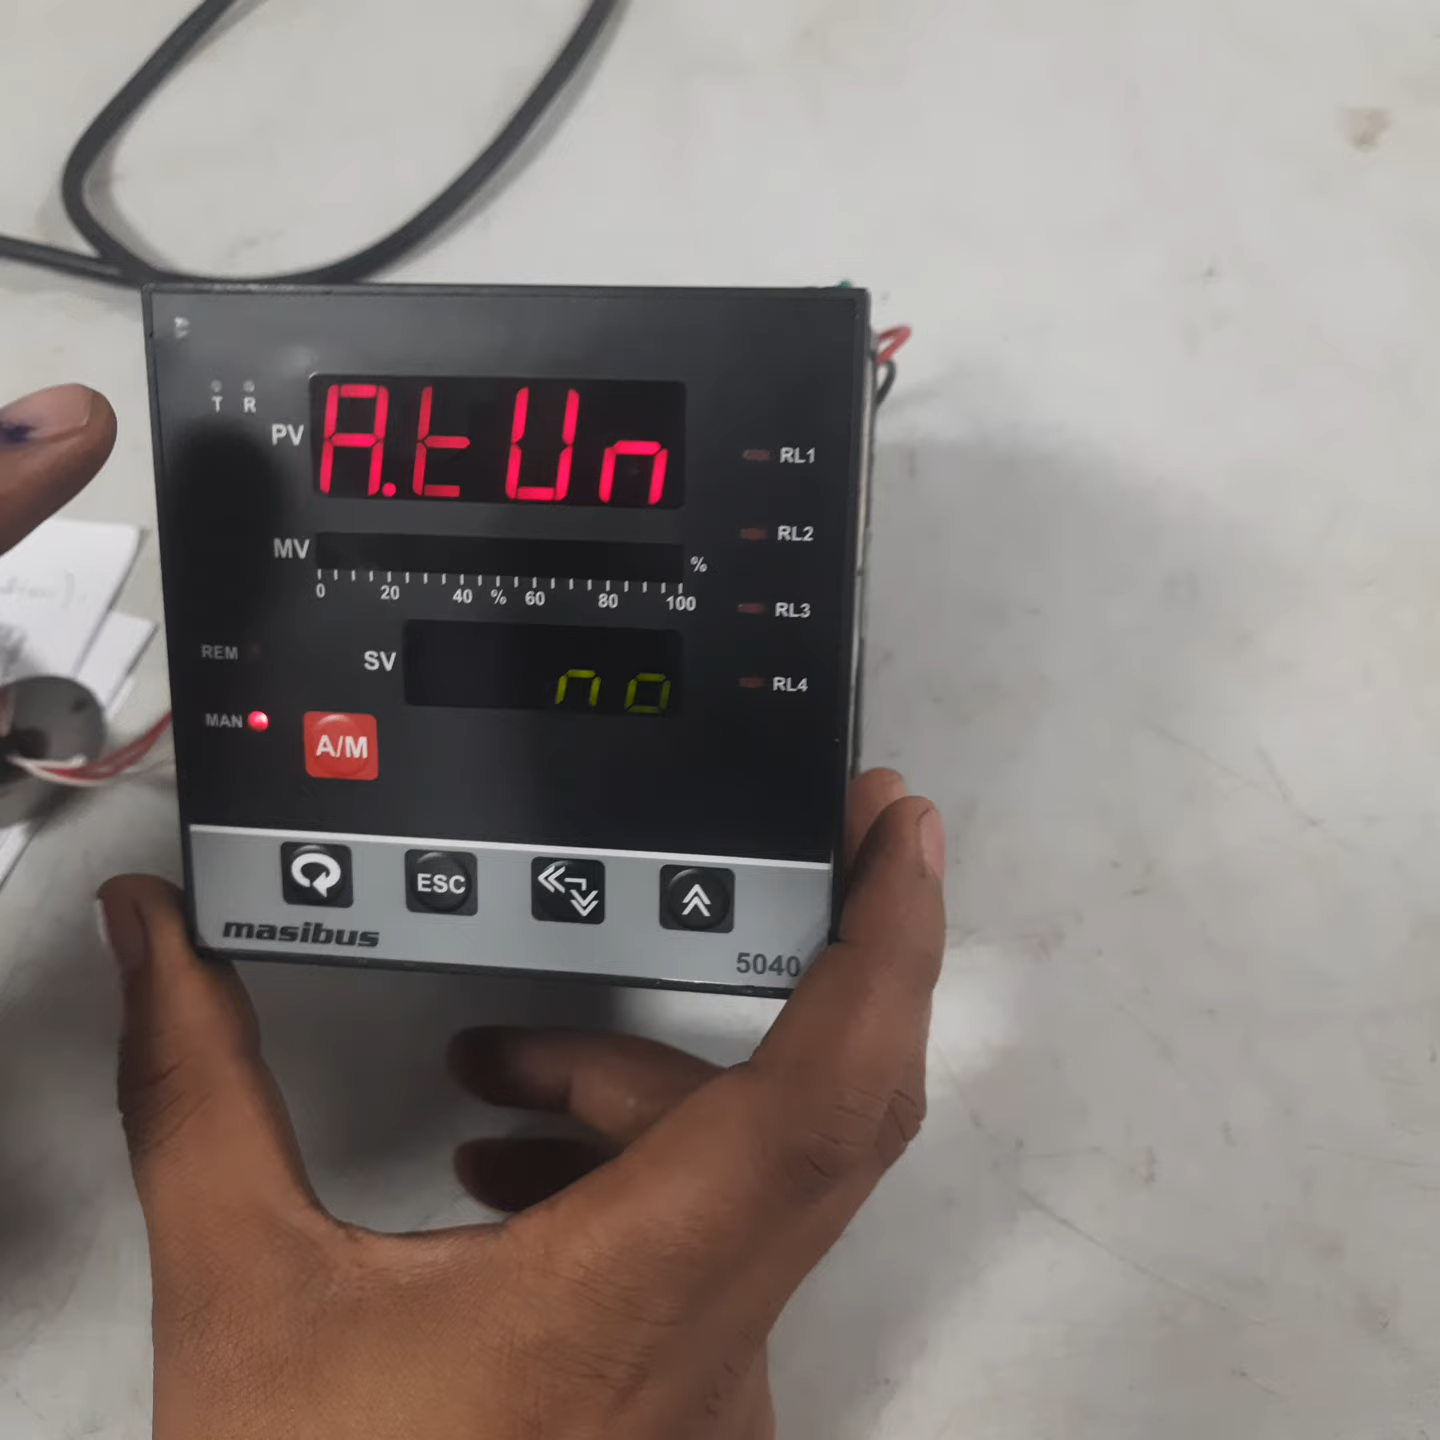 T R
PV A.tUn
RL1
MV %
RL2
0 20 40 % 60 80 100
RL3
REM
SV no
RL4
MAN
A/M
ESC
masibus
5040